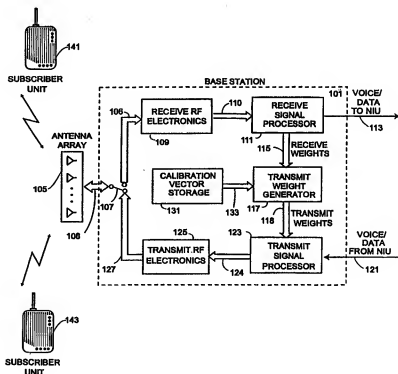 141
SUBSCRIBER
UNIT
BASE STATION
101
VOICE/
DATA
TO NIU
106
RECEIVE RF
ELECTRONICS
109
110
RECEIVE SIGNAL
PROCESSOR
111
113
115
RECEIVE
WEIGHTS
ANTENNA
ARRAY
105
107
108
CALIBRATION
VECTOR
STORAGE
131
133
TRANSMIT
WEIGHT
GENERATOR
117
118
TRANSMIT
WEIGHTS
125
TRANSMIT RF
ELECTRONICS
127
124
123
TRANSMIT
SIGNAL
PROCESSOR
VOICE/
DATA
FROM NIU
121
143
SUBSCRIBER
UNIT